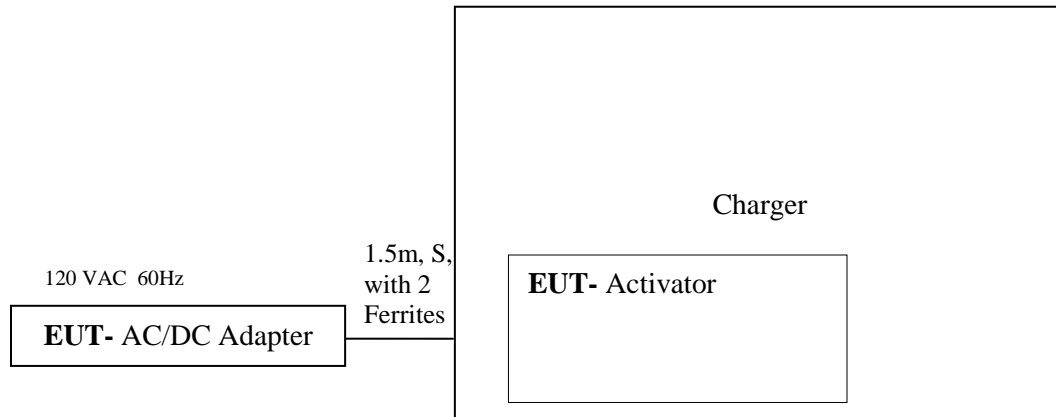 Charger
1.5m, S,
with 2
Ferrites
120 VAC  60Hz
EUT- Activator
EUT- AC/DC Adapter